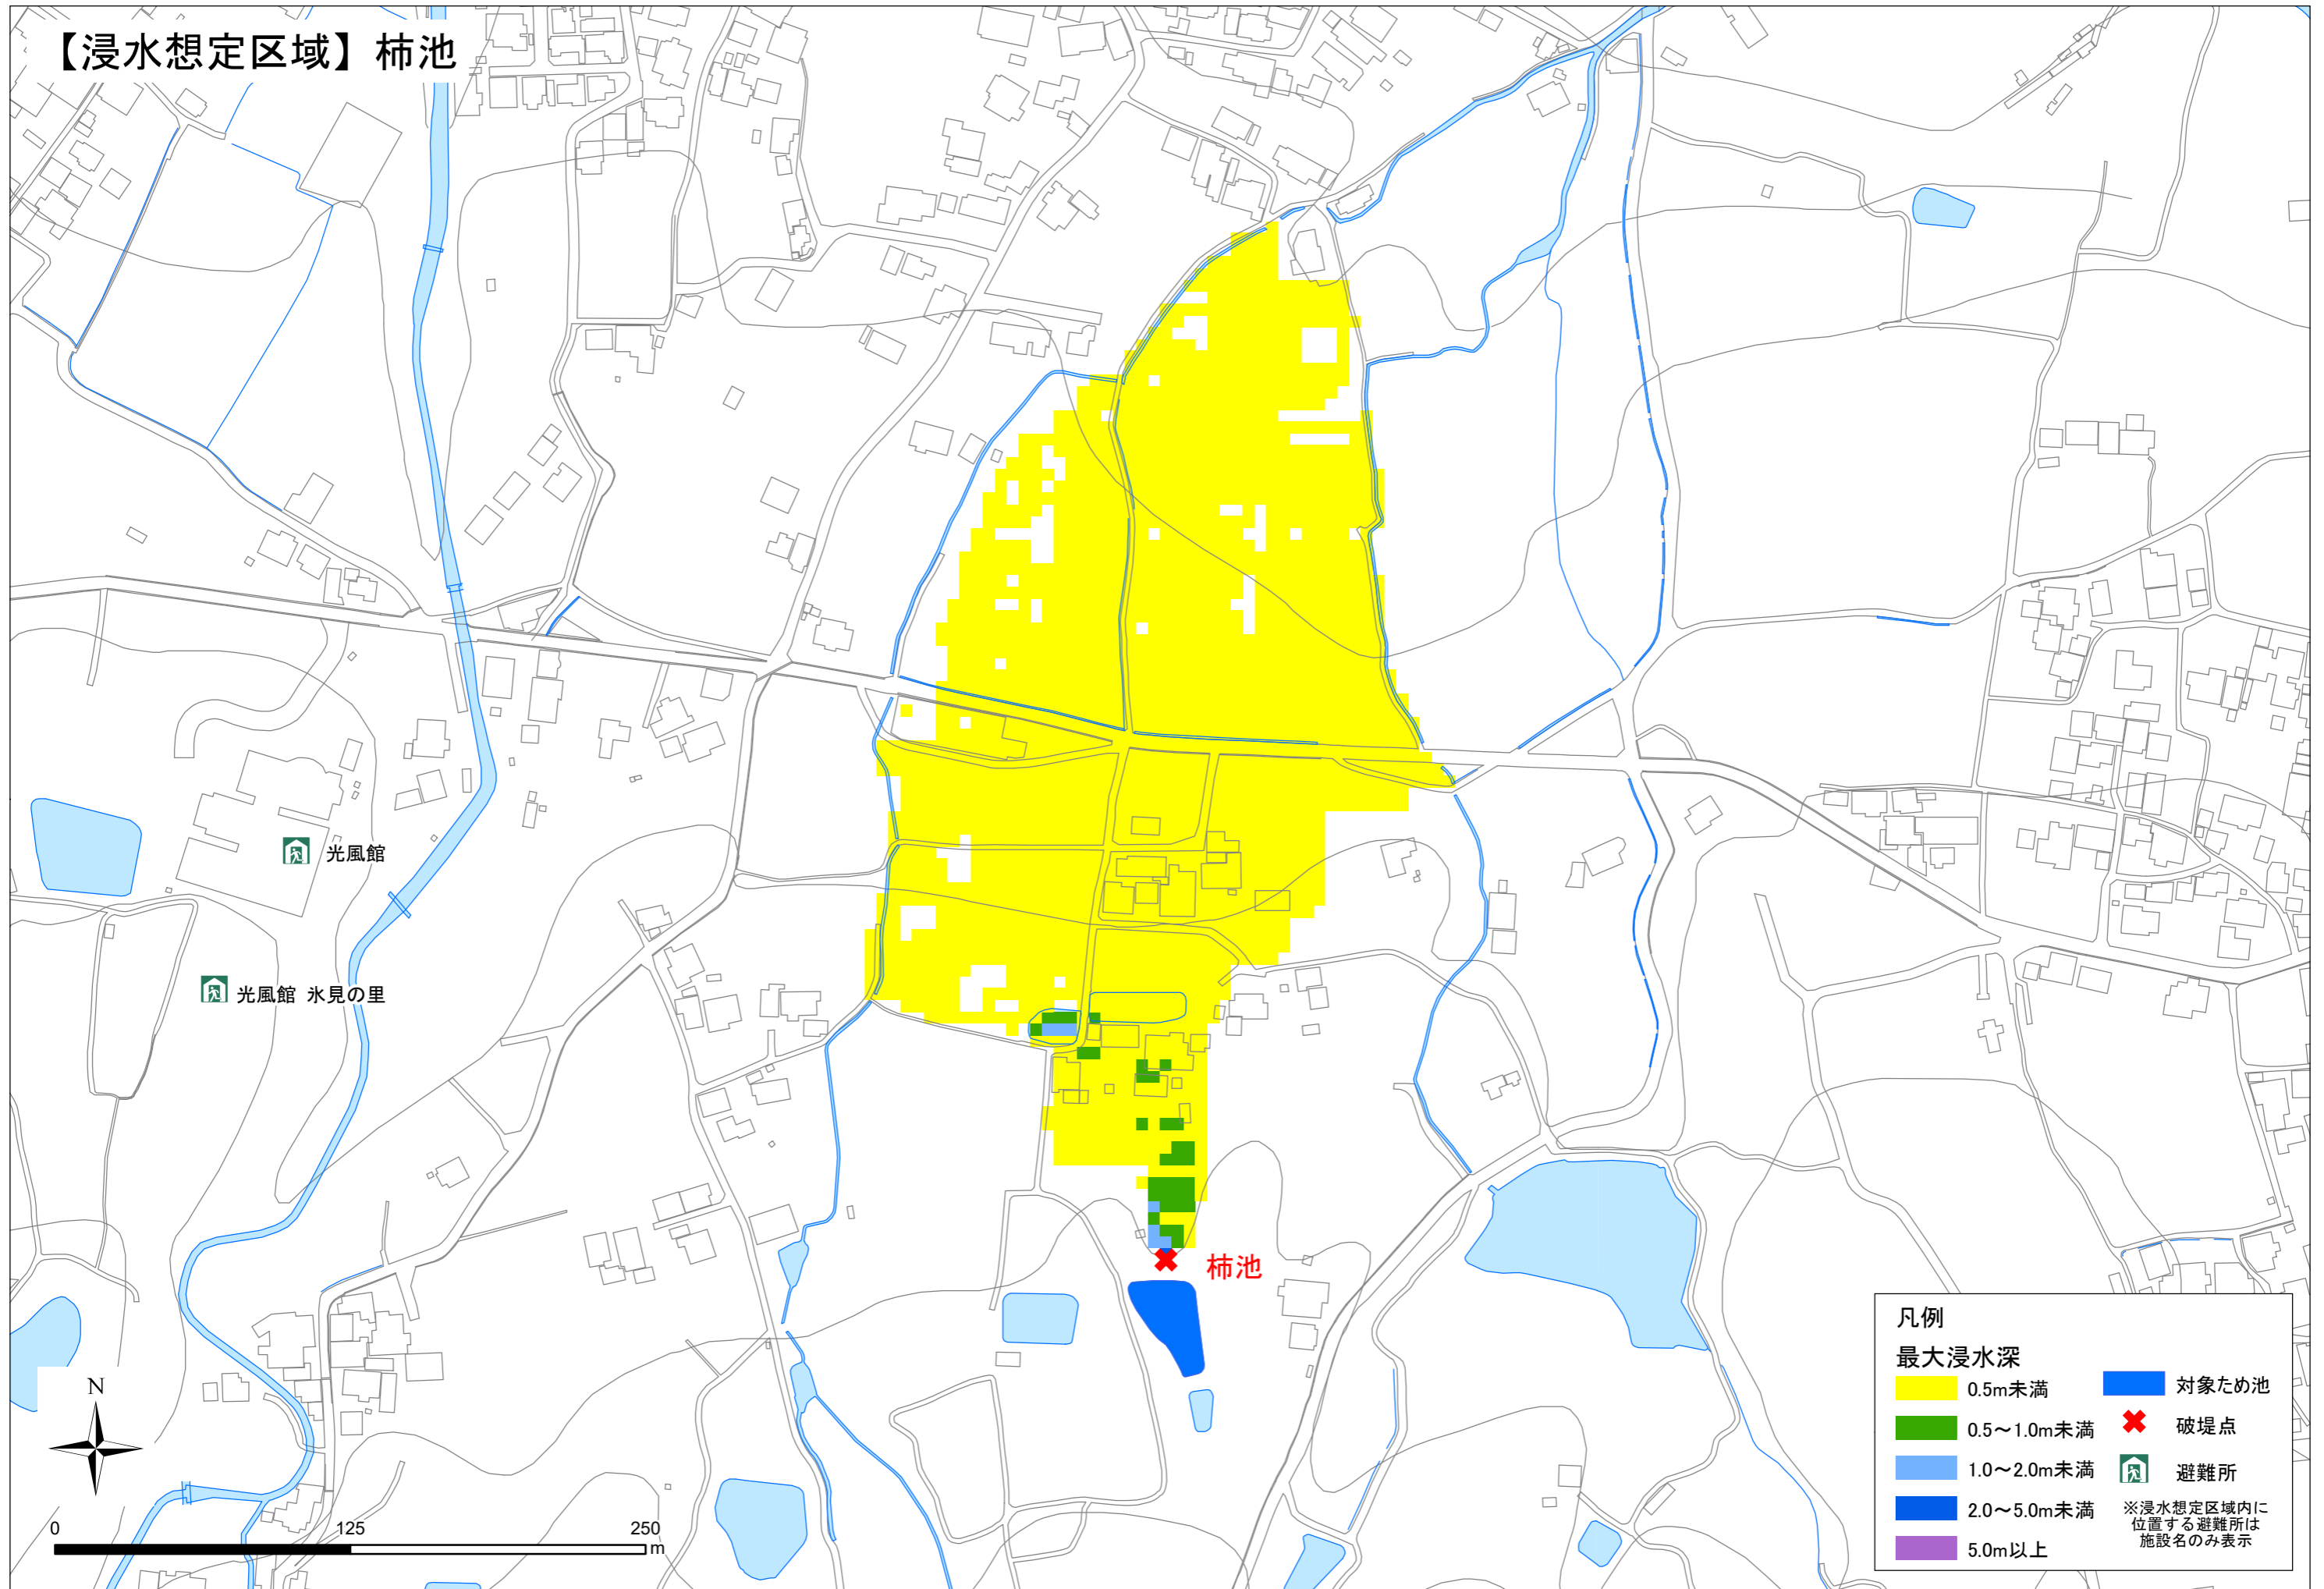 【浸水想定区域】柿池
光風館
光風館 氷見の里
柿池
N
0 125 250
m
凡例
最大浸水深
0.5m未満
0.5～1.0m未満
1.0～2.0m未満
2.0～5.0m未満
5.0m以上
対象ため池
破堤点
避難所
※浸水想定区域内に
位置する避難所は
施設名のみ表示